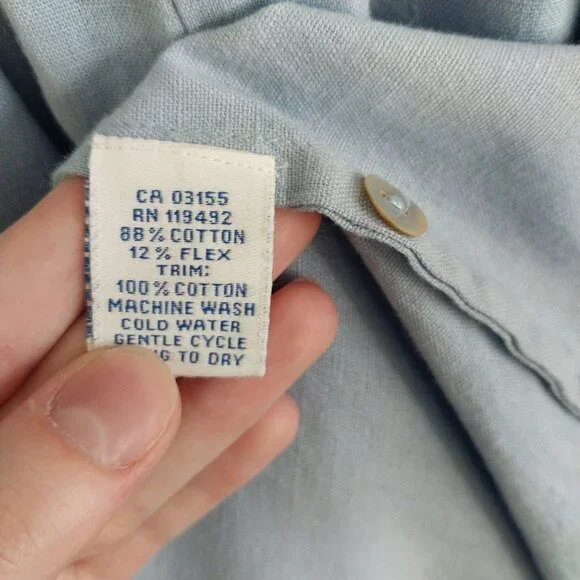 CA 03155
RN 119492
88% COTTON
12% FLEX
TRIM:
100% COTTON
MACHINE WASH
COLD WATER
GENTLE CYCLE
TO DRY